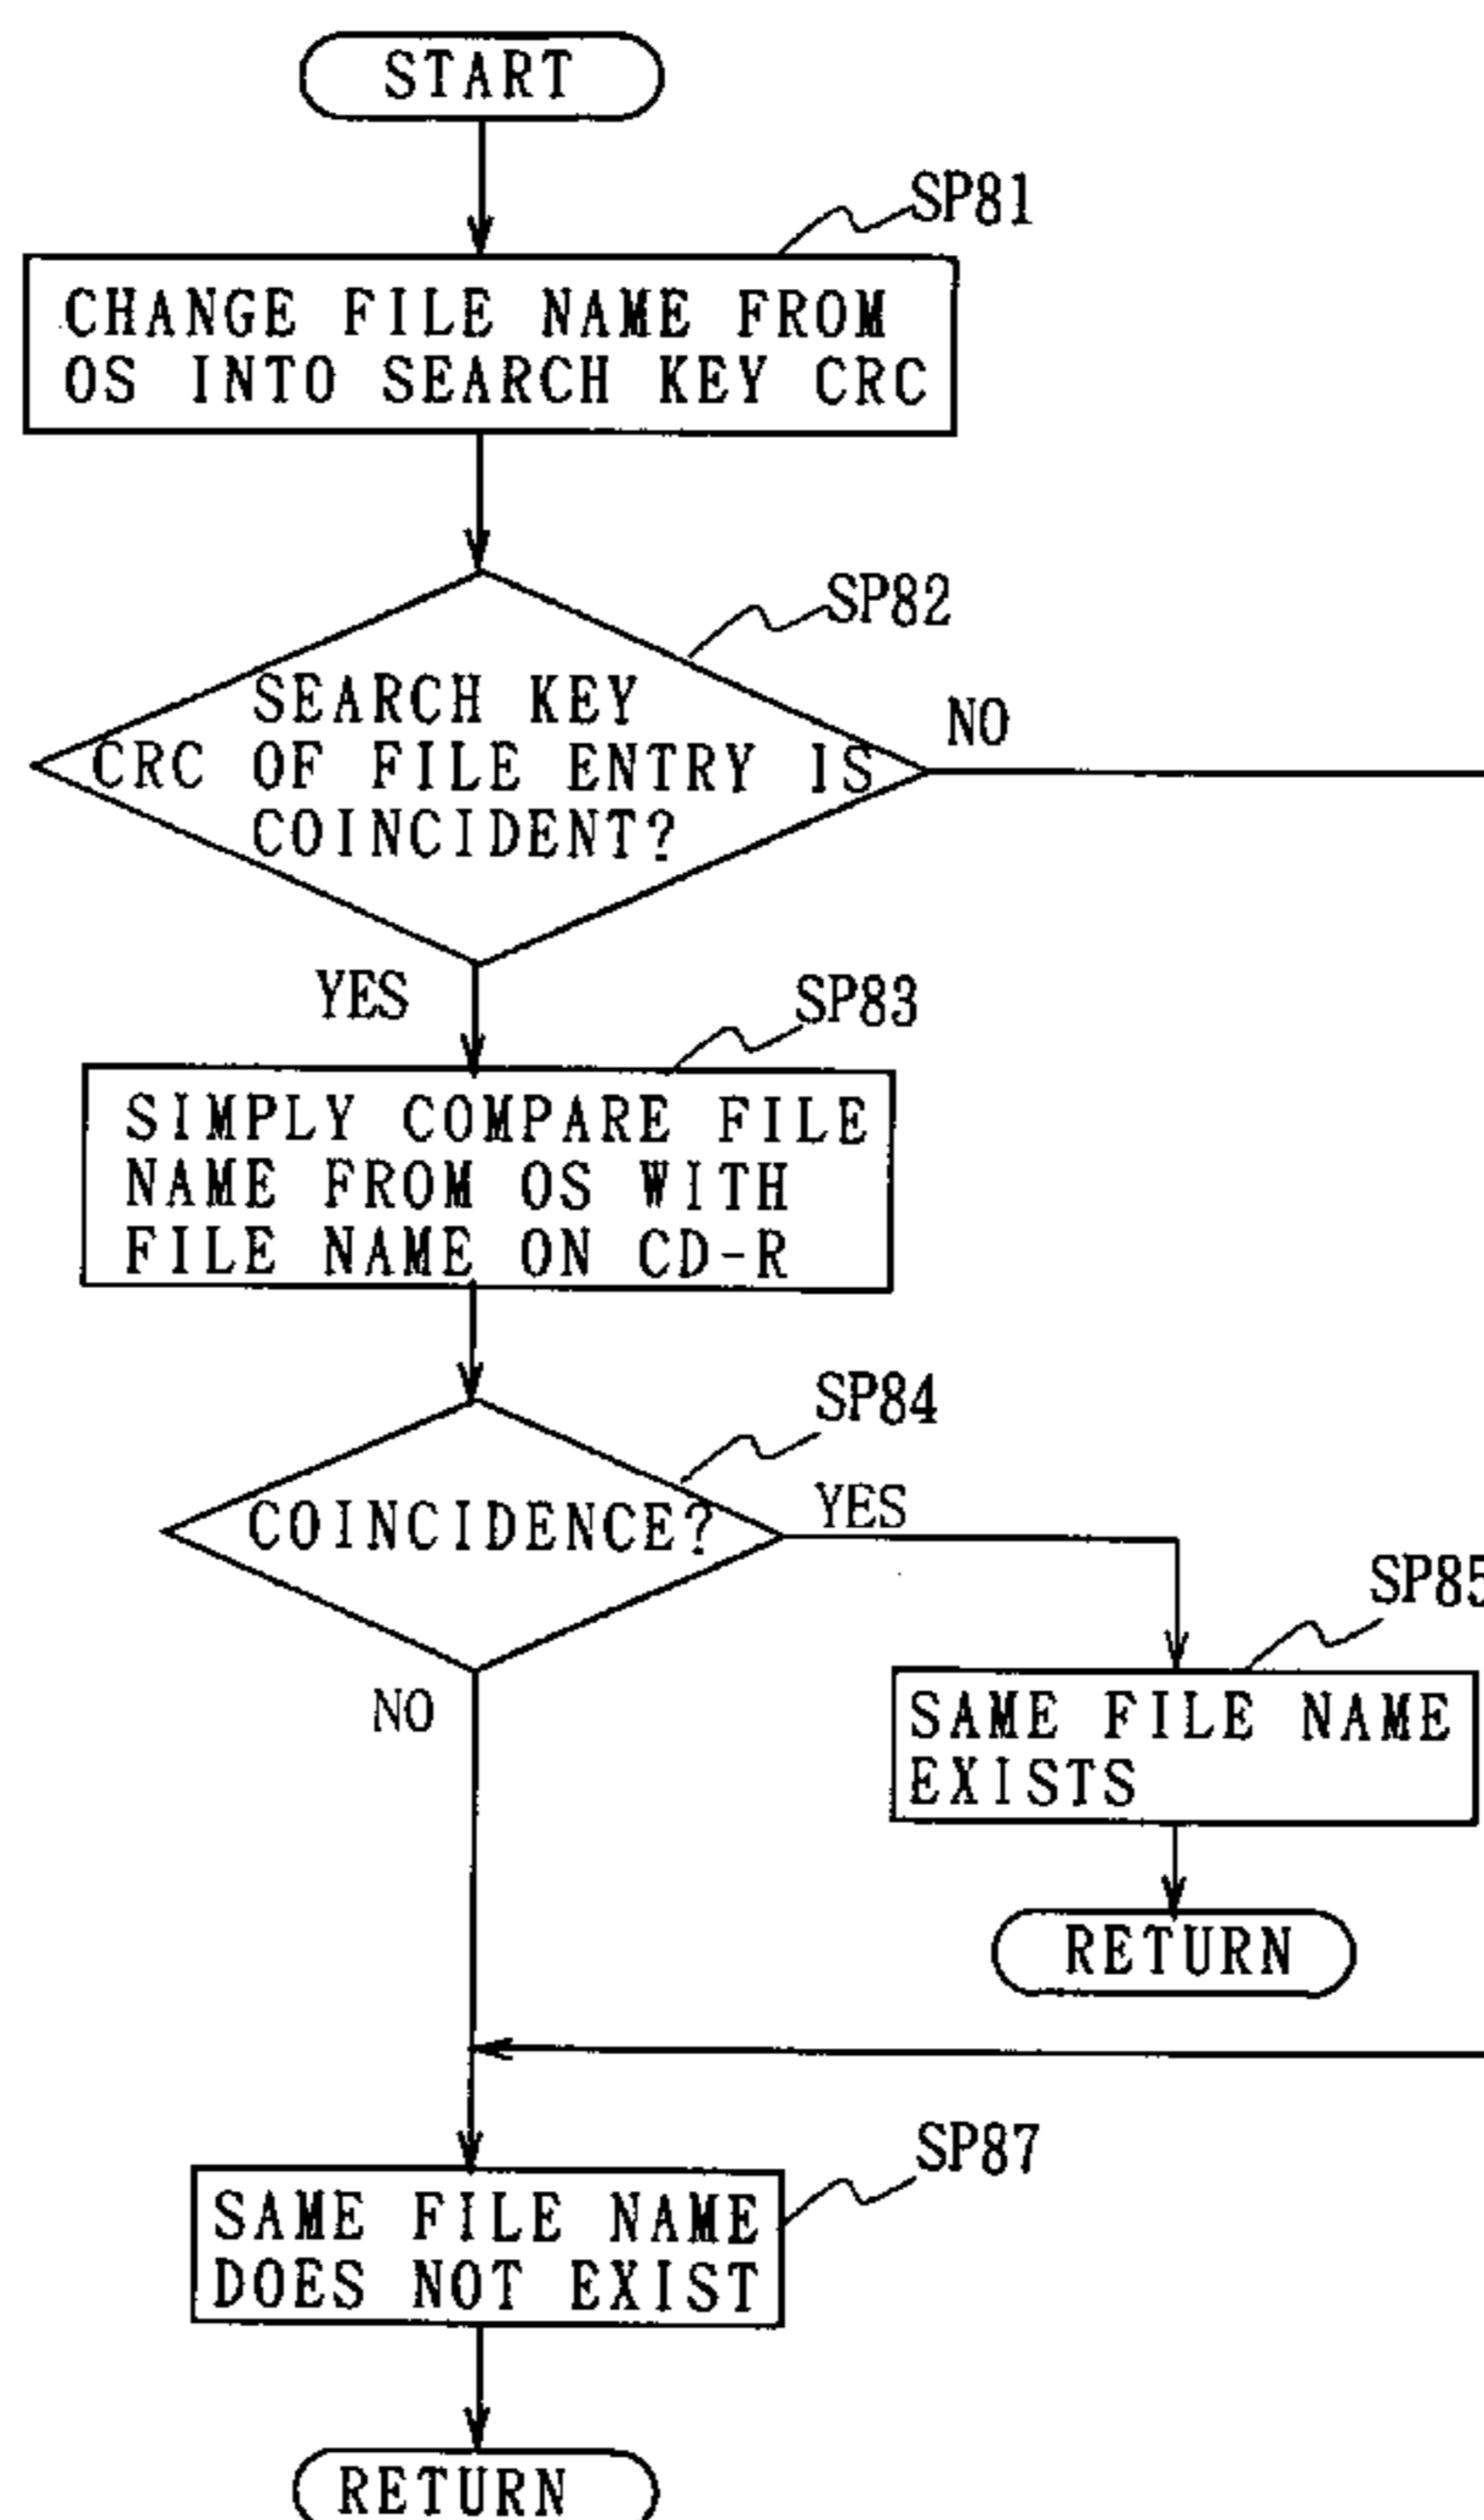 START
SP81
CHANGE FILE NAME FROM
OS INTO SEARCH KEY CRC
SP82
SEARCH KEY
CRC OF FILE ENTRY IS
COINCIDENT?
NO
YES
SP83
SIMPLY COMPARE FILE
NAME FROM OS WITH
FILE NAME ON CD-R
SP84
COINCIDENCE?
YES
SP85
NO
SAME FILE NAME
EXISTS
RETURN
SP87
SAME FILE NAME
DOES NOT EXIST
RETURN